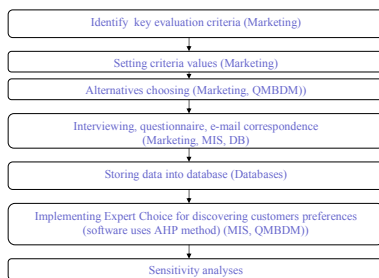 Identify key evaluation criteria (Marketing)
Setting criteria values (Marketing)
Alternatives choosing (Marketing, QMBDM))
Interviewing, questionnaire, e-mail correspondence
(Marketing, MIS, DB)
Storing data into database (Databases)
Implementing Expert Choice for discovering customers preferences
(software uses AHP method) (MIS, QMBDM))
Sensitivity analyses